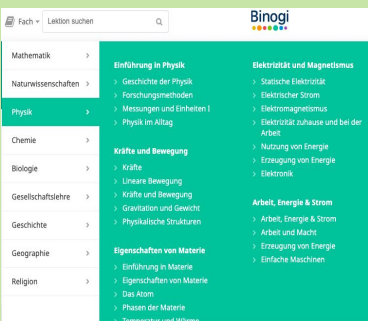 Fach
Lektion suchen
Binogi
Mathematik
Naturwissenschaften
Physik
Chemie
Biologie
Gesellschaftslehre
Geschichte
Geographie
Religion
Einführung in Physik
Geschichte der Physik
Forschungsmethoden
Messungen und Einheiten I
Physik im Alltag
Kräfte und Bewegung
Kräfte
Lineare Bewegung
Kräfte und Bewegung
Gravitation und Gewicht
Physikalische Strukturen
Eigenschaften von Materie
Einführung in Materie
Eigenschaften von Materie
Das Atom
Phasen der Materie
Temperatur und Wärme
Elektrizität und Magnetismus
Statische Elektrizität
Elektrischer Strom
Elektromagnetismus
Elektrizität zuhause und bei der
Arbeit
Nutzung von Energie
Erzeugung von Energie
Elektronik
Arbeit, Energie & Strom
Arbeit, Energie & Strom
Arbeit und Macht
Erzeugung von Energie
Einfache Maschinen